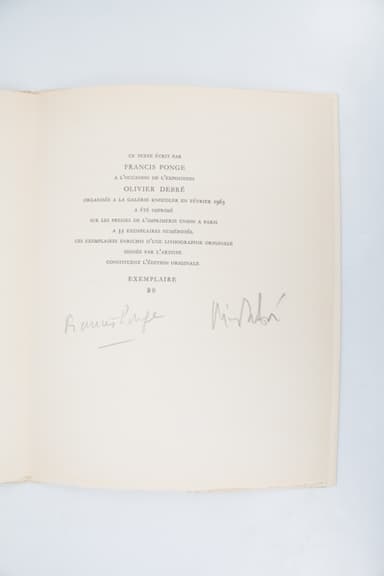 CE TEXTE ÉCRIT PAR
FRANCIS PONGE
A L'OCCASION DE L'EXPOSITION
OLIVIER DEBRÉ
ORGANISÉE A LA GALERIE KNOEDLER EN FÉVRIER 1963
A ÉTÉ IMPRIMÉ
SUR LES PRESSES DE L'IMPRIMERIE UNION A PARIS
A 35 EXEMPLAIRES NUMÉROTÉS.
LES EXEMPLAIRES ENRICHIS D'UNE LITHOGRAPHIE ORIGINALE
SIGNÉE PAR L'ARTISTE
CONSTITUENT L'ÉDITION ORIGINALE.
EXEMPLAIRE
20
Francis Ponge